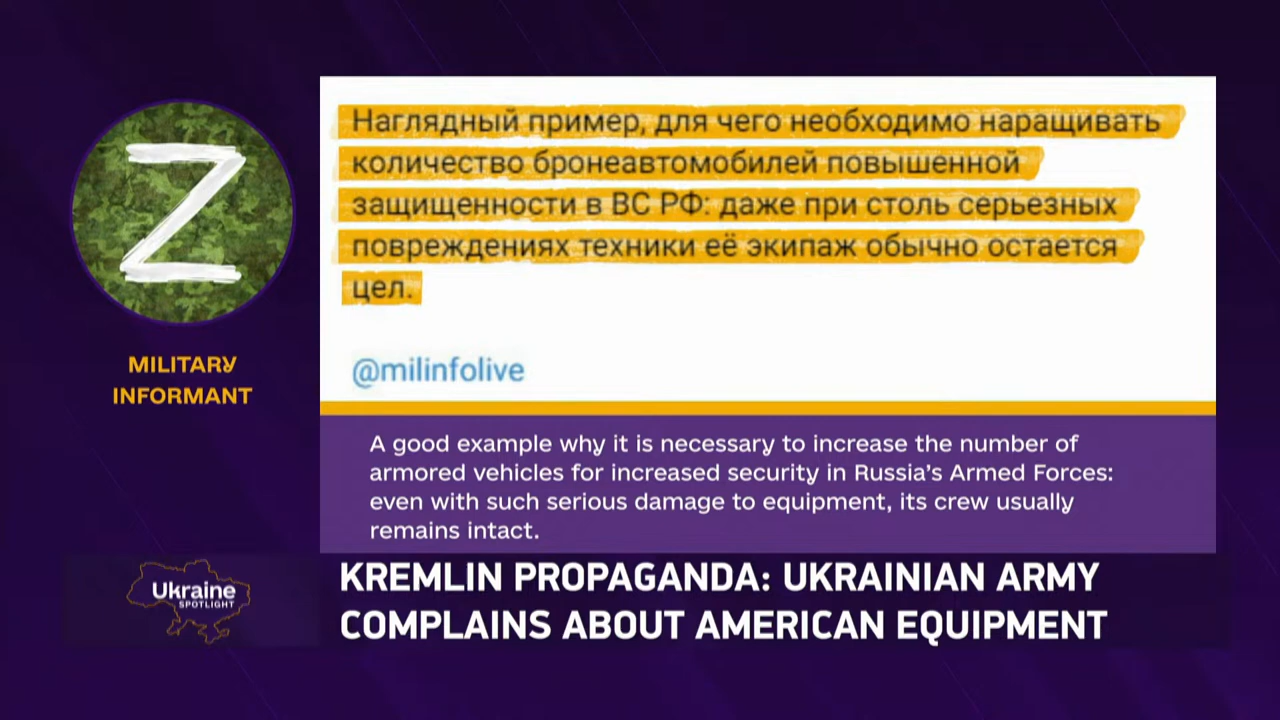 Z
MILITARY
INFORMANT
Наглядный пример, для чего необходимо наращивать
количество бронеавтомобилей повышенной
защищенности в ВС РФ: даже при столь серьезных
повреждениях техники её экипаж обычно остается
цел.
@milinfolive
A good example why it is necessary to increase the number of
armored vehicles for increased security in Russia’s Armed Forces:
even with such serious damage to equipment, its crew usually
remains intact.
Ukraine
SPOTLIGHT
KREMLIN PROPAGANDA: UKRAINIAN ARMY
COMPLAINS ABOUT AMERICAN EQUIPMENT